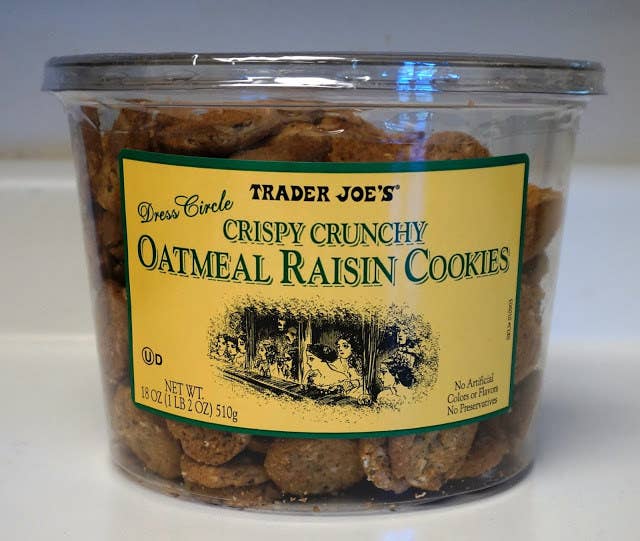 TRADER JOE'S®
Dress Circle
CRISPY CRUNCHY
OATMEAL RAISIN COOKIES
U D
NET WT.
18 OZ (1 LB 2 OZ) 510g
No Artificial
Colors or Flavors
No Preservatives